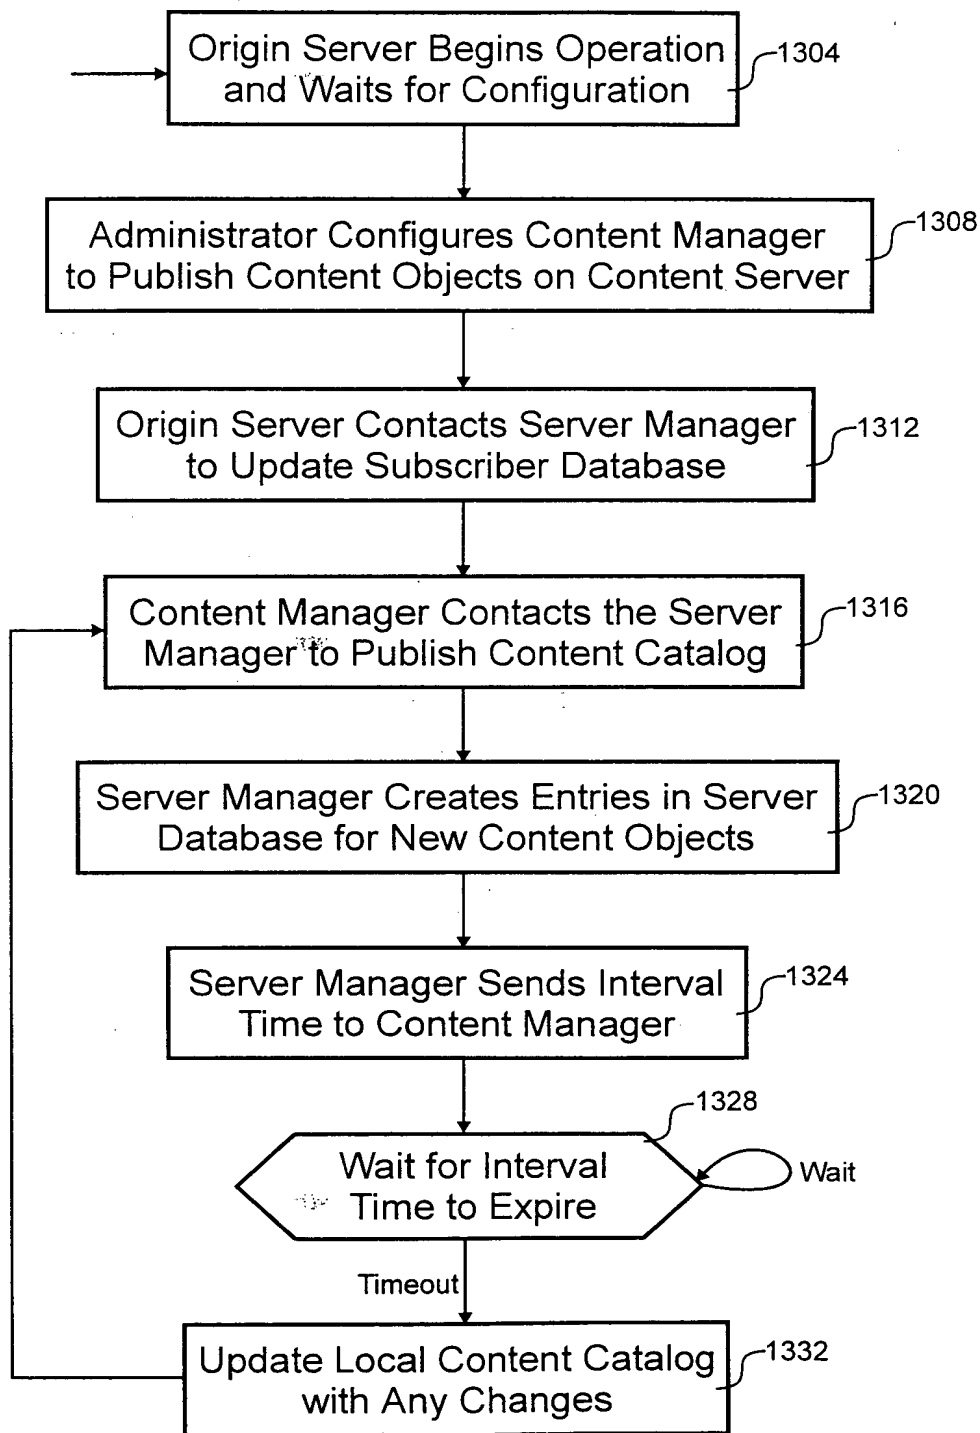 Origin Server Begins Operation
and Waits for Configuration
1304
Administrator Configures Content Manager
to Publish Content Objects on Content Server
1308
Origin Server Contacts Server Manager
to Update Subscriber Database
1312
Content Manager Contacts the Server
Manager to Publish Content Catalog
1316
Server Manager Creates Entries in Server
Database for New Content Objects
1320
Server Manager Sends Interval
Time to Content Manager
1324
1328
Wait for Interval
Time to Expire
Wait
Timeout
Update Local Content Catalog
with Any Changes
1332